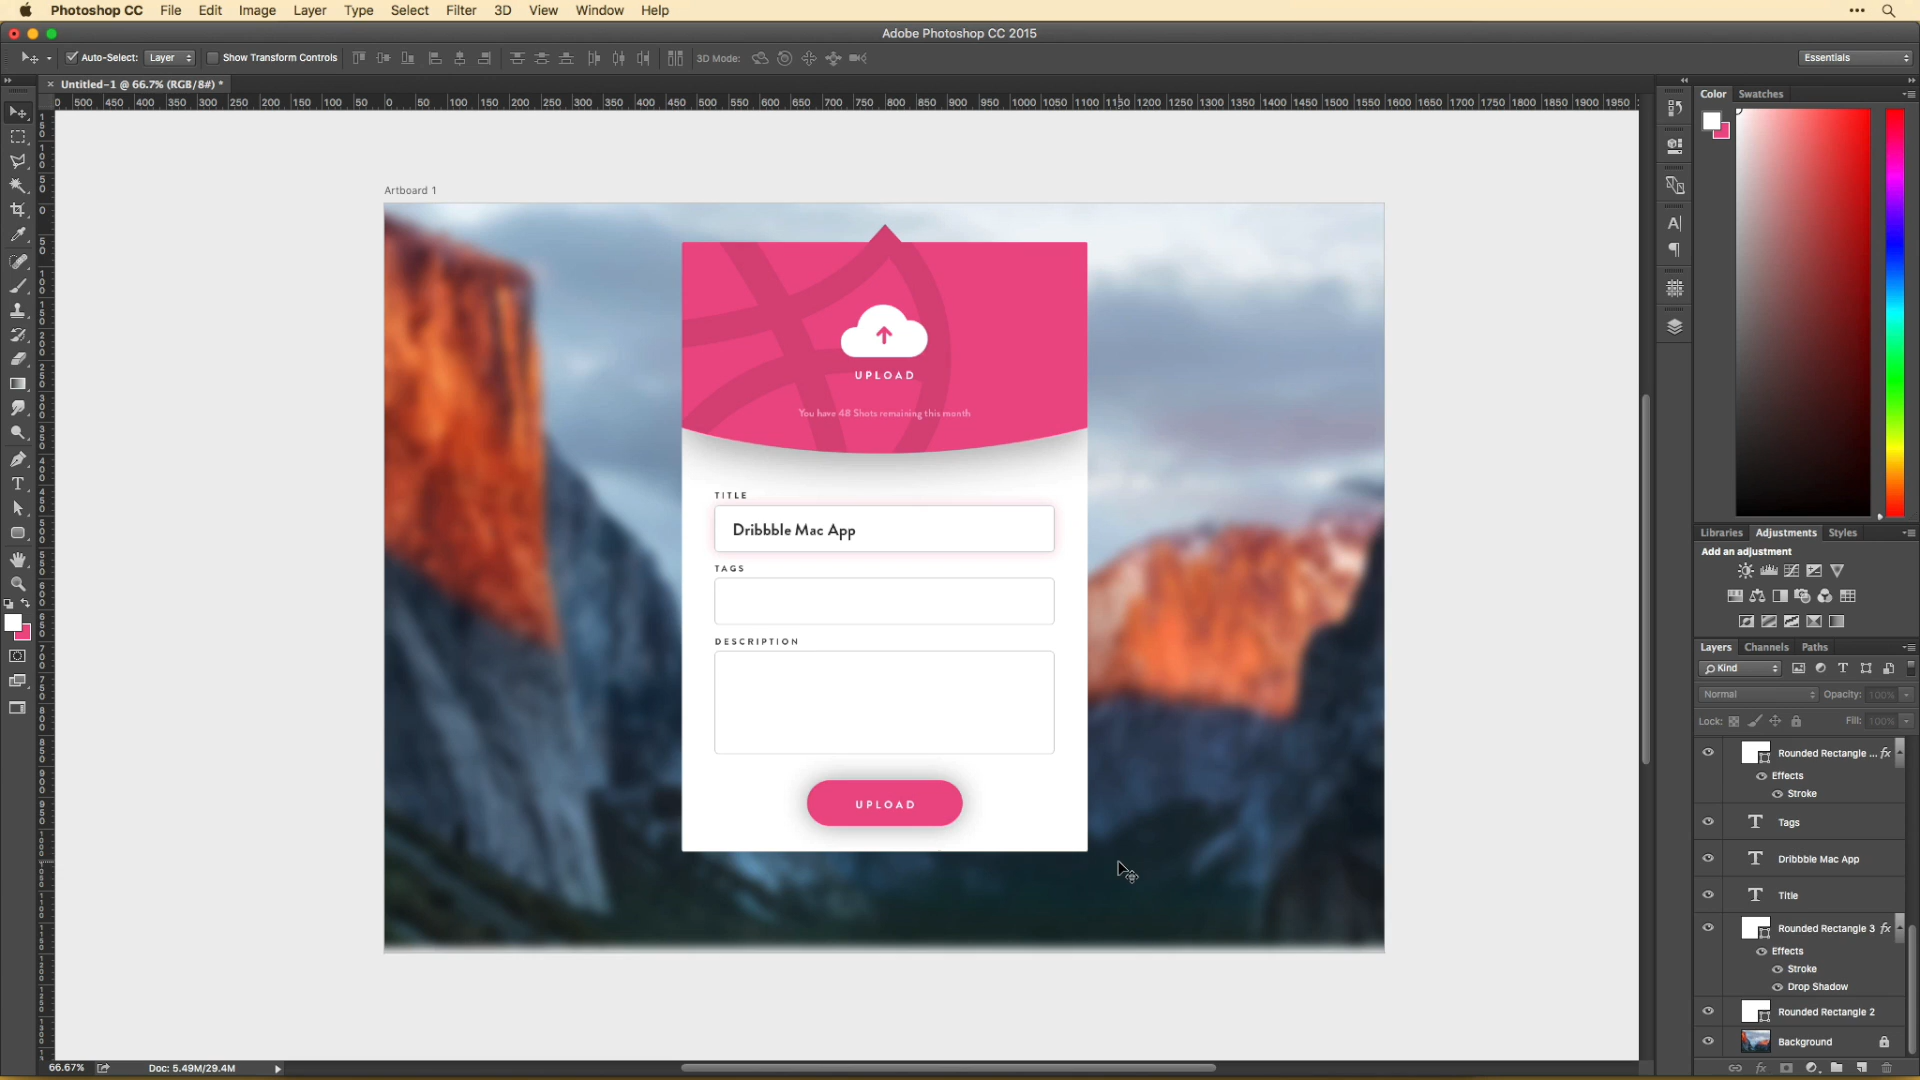 Photoshop CC File Edit Image Layer Type Select Filter 3D View Window Help
Adobe Photoshop CC 2015
Auto-Select: Layer Show Transform Controls 3D Mode: Essentials
Untitled-1 @ 66.7% (RGB/8#) *
0 500 450 400 350 300 250 200 150 100 50 0 50 100 150 200 250 300 350 400 450 500 550 600 650 700 750 800 850 900 950 1000 1050 1100 1150 1200 1250 1300 1350 1400 1450 1500 1550 1600 1650 1700 1750 1800 1850 1900 1950
Color Swatches
Artboard 1
UPLOAD
You have 48 Shots remaining this month
TITLE
Dribbble Mac App
TAGS
DESCRIPTION
UPLOAD
Libraries Adjustments Styles
Add an adjustment
Layers Channels Paths
Kind
Normal Opacity: 100%
Lock: Fill: 100%
Rounded Rectangle ... fx
Effects
Stroke
Tags
Dribbble Mac App
Title
Rounded Rectangle 3 fx
Effects
Stroke
Drop Shadow
Rounded Rectangle 2
Background
66.67% Doc: 5.49M/29.4M